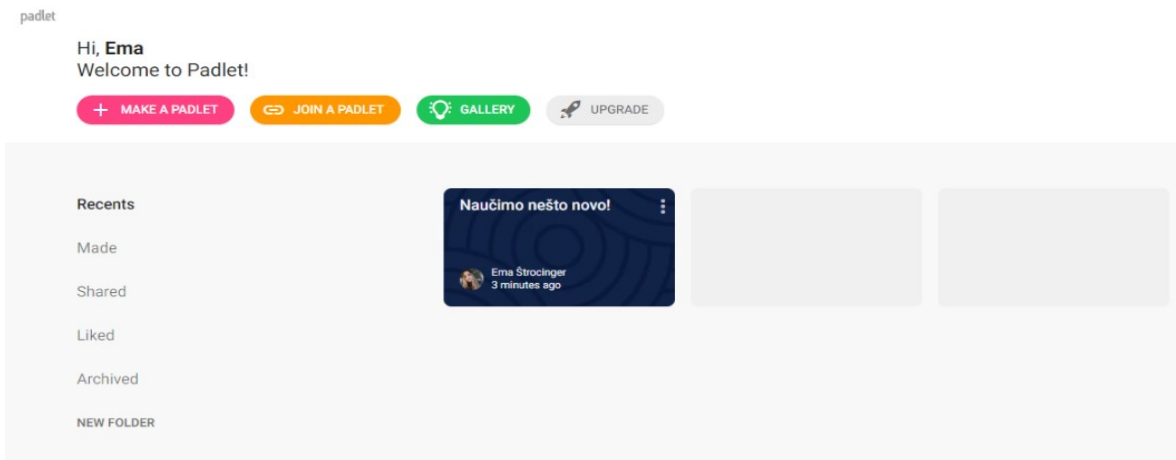 padlet
Hi, Ema
Welcome to Padlet!
MAKE A PADLET
JOIN A PADLET
GALLERY
UPGRADE
Recents
Made
Shared
Liked
Archived
NEW FOLDER
Naučimo nešto novo!
Ema Štrocinger
3 minutes ago